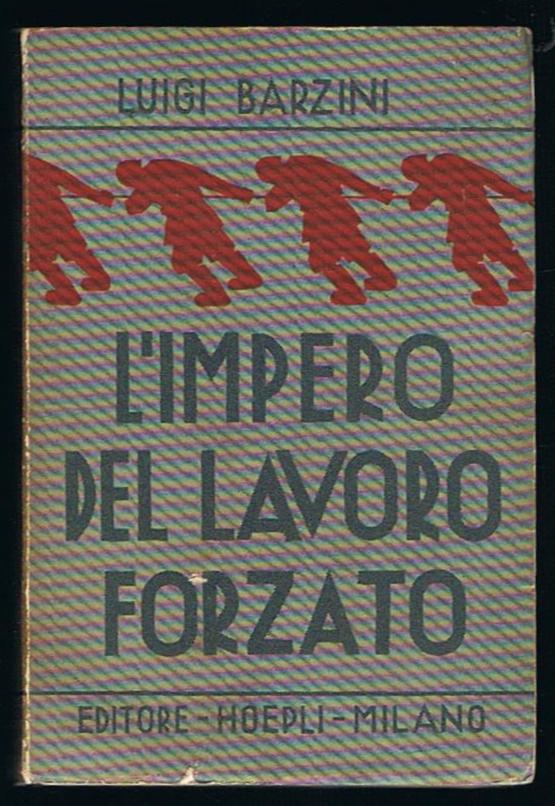 LUIGI BARZINI
L'IMPERO
DEL LAVORO
FORZATO
EDITORE-HOEPLI-MILANO